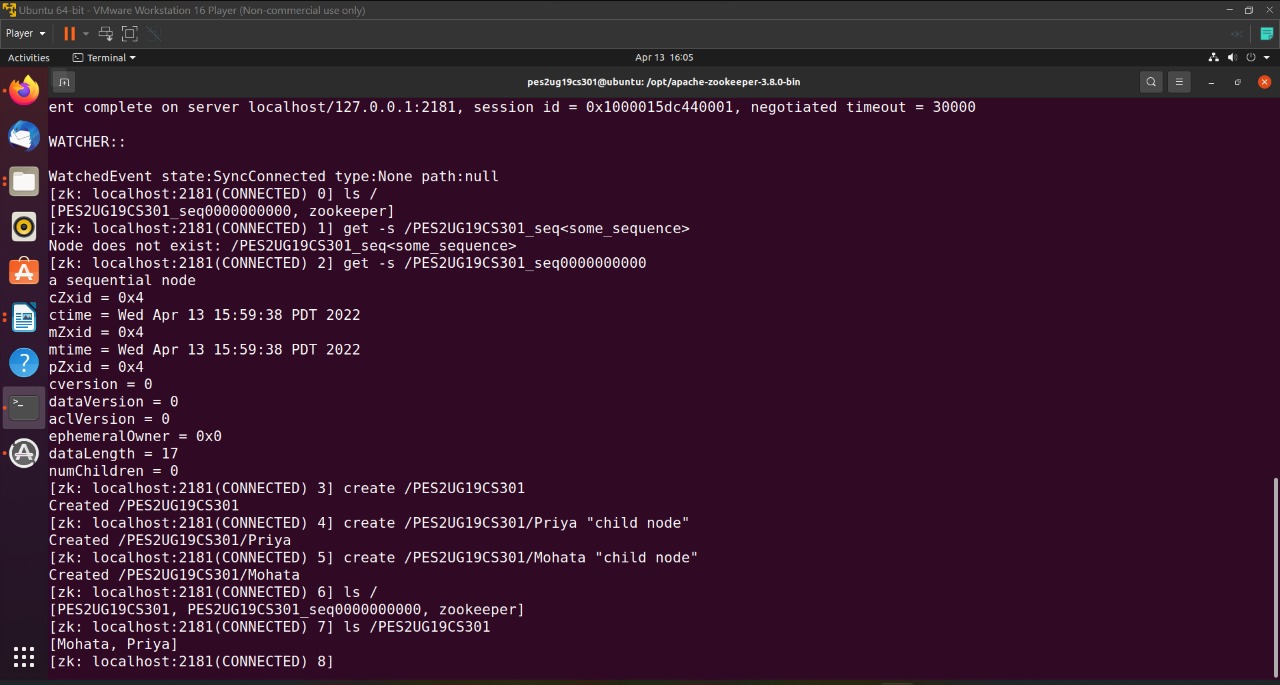 Ubuntu 64-bit - VMware Workstation 16 Player (Non-commercial use only)
Player
Activities
Terminal
Apr 13 16:05
pes2ug19cs301@ubuntu: /opt/apache-zookeeper-3.8.0-bin
ent complete on server localhost/127.0.0.1:2181, session id = 0x1000015dc440001, negotiated timeout = 30000
WATCHER::
WatchedEvent state:SyncConnected type:None path:null
[zk: localhost:2181(CONNECTED) 0] ls /
[PES2UG19CS301_seq0000000000, zookeeper]
[zk: localhost:2181(CONNECTED) 1] get -s /PES2UG19CS301_seq<some_sequence>
Node does not exist: /PES2UG19CS301_seq<some_sequence>
[zk: localhost:2181(CONNECTED) 2] get -s /PES2UG19CS301_seq0000000000
a sequential node
cZxid = 0x4
ctime = Wed Apr 13 15:59:38 PDT 2022
mZxid = 0x4
mtime = Wed Apr 13 15:59:38 PDT 2022
pZxid = 0x4
cversion = 0
dataVersion = 0
aclVersion = 0
ephemeralOwner = 0x0
dataLength = 17
numChildren = 0
[zk: localhost:2181(CONNECTED) 3] create /PES2UG19CS301
Created /PES2UG19CS301
[zk: localhost:2181(CONNECTED) 4] create /PES2UG19CS301/Priya "child node"
Created /PES2UG19CS301/Priya
[zk: localhost:2181(CONNECTED) 5] create /PES2UG19CS301/Mohata "child node"
Created /PES2UG19CS301/Mohata
[zk: localhost:2181(CONNECTED) 6] ls /
[PES2UG19CS301, PES2UG19CS301_seq0000000000, zookeeper]
[zk: localhost:2181(CONNECTED) 7] ls /PES2UG19CS301
[Mohata, Priya]
[zk: localhost:2181(CONNECTED) 8]